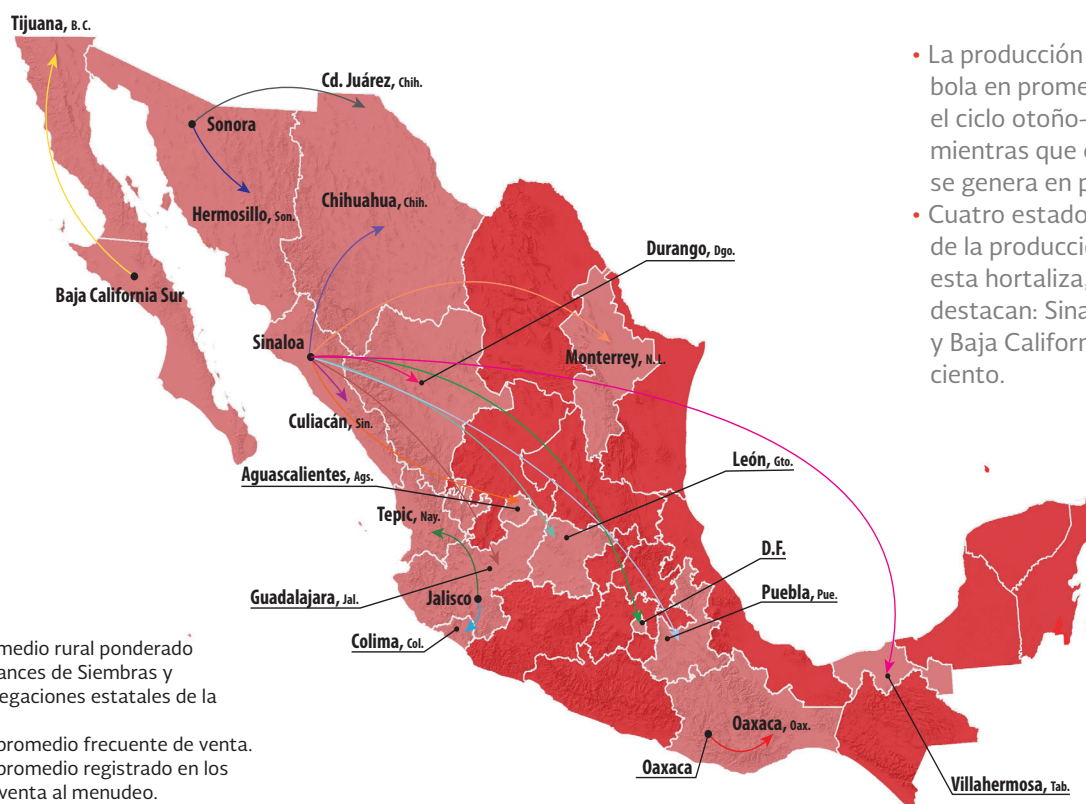 Tijuana, B.C.
Cd. Juárez, Chih.
Sonora
Hermosillo, Son.
Chihuahua, Chih.
Durango, Dgo.
Baja California Sur
Sinaloa
Monterrey, N.L.
Culiacán, Sin.
León, Gto.
Aguascalientes, Ags.
Tepic, Nay.
D.F.
Puebla, Pue.
Guadalajara, Jal.
Jalisco
Colima, Col.
Oaxaca, Oax.
Oaxaca
Villahermosa, Tab.
• La producción
bola en prome
el ciclo otoño-
mientras que
se genera en p
• Cuatro estado
de la producci
esta hortaliza,
destacan: Sina
y Baja Californ
ciento.
medio rural ponderado
ances de Siembras y
egaciones estatales de la
promedio frecuente de venta.
promedio registrado en los
venta al menudeo.